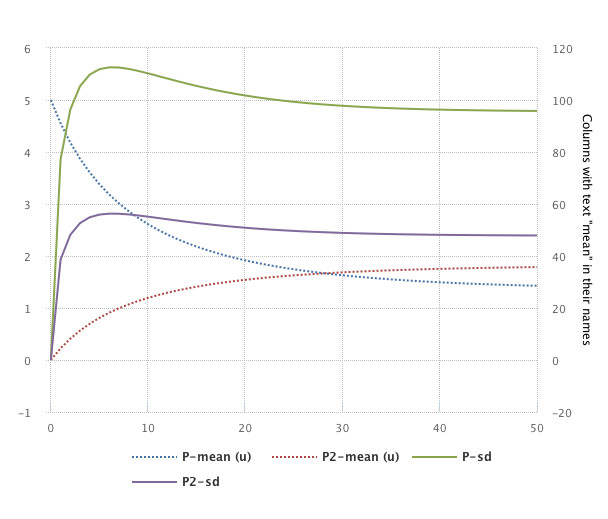 6 120
5 100
4 80
3 60
2 40
1 20
0 0
−1 −20
0 10 20 30 40 50
Columns with text "mean" in their names
P−mean (u) P2−mean (u) P−sd
P2−sd